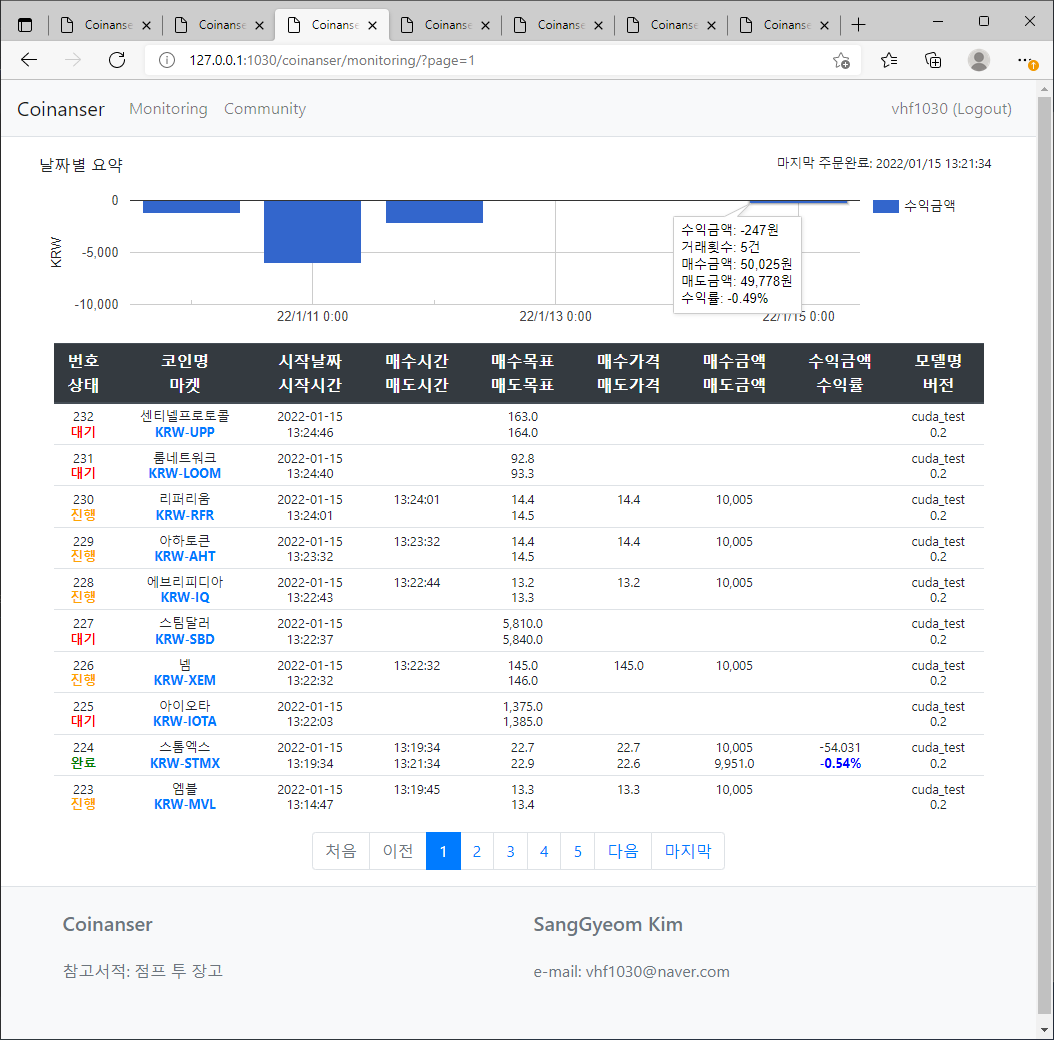 Coinanser Coinanser Coinanser Coinanser Coinanser Coinanser Coinanser
127.0.0.1:1030/coinanser/monitoring/?page=1
Coinanser Monitoring Community vhf1030 (Logout)
날짜별 요약 마지막 주문완료: 2022/01/15 13:21:34
0
-5,000
-10,000
KRW
수익금액
수익금액: -247원
거래횟수: 5건
매수금액: 50,025원
매도금액: 49,778원
수익률: -0.49%
22/1/11 0:00 22/1/13 0:00 22/1/15 0:00
번호 코인명 시작날짜 매수시간 매수목표 매수가격 매수금액 수익금액 모델명
상태 마켓 시작시간 매도시간 매도목표 매도가격 매도금액 수익률 버전
232 센티넬프로토콜 2022-01-15 163.0 cuda_test
대기 KRW-UPP 13:24:46 164.0 0.2
231 룸네트워크 2022-01-15 92.8 cuda_test
대기 KRW-LOOM 13:24:40 93.3 0.2
230 리퍼리움 2022-01-15 13:24:01 14.4 14.4 10,005 cuda_test
진행 KRW-RFR 13:24:01 14.5 0.2
229 아하토큰 2022-01-15 13:23:32 14.4 14.4 10,005 cuda_test
진행 KRW-AHT 13:23:32 14.5 0.2
228 에브리피디아 2022-01-15 13:22:44 13.2 13.2 10,005 cuda_test
진행 KRW-IQ 13:22:43 13.3 0.2
227 스팀달러 2022-01-15 5,810.0 cuda_test
대기 KRW-SBD 13:22:37 5,840.0 0.2
226 넴 2022-01-15 13:22:32 145.0 145.0 10,005 cuda_test
진행 KRW-XEM 13:22:32 146.0 0.2
225 아이오타 2022-01-15 1,375.0 cuda_test
대기 KRW-IOTA 13:22:03 1,385.0 0.2
224 스톰엑스 2022-01-15 13:19:34 22.7 22.7 10,005 -54.031 cuda_test
완료 KRW-STMX 13:19:34 13:21:34 22.9 22.6 9,951.0 -0.54% 0.2
223 엠블 2022-01-15 13:19:45 13.3 13.3 10,005 cuda_test
진행 KRW-MVL 13:14:47 13.4 0.2
처음 이전 1 2 3 4 5 다음 마지막
Coinanser SangGyeom Kim
참고서적: 점프 투 장고 e-mail: vhf1030@naver.com